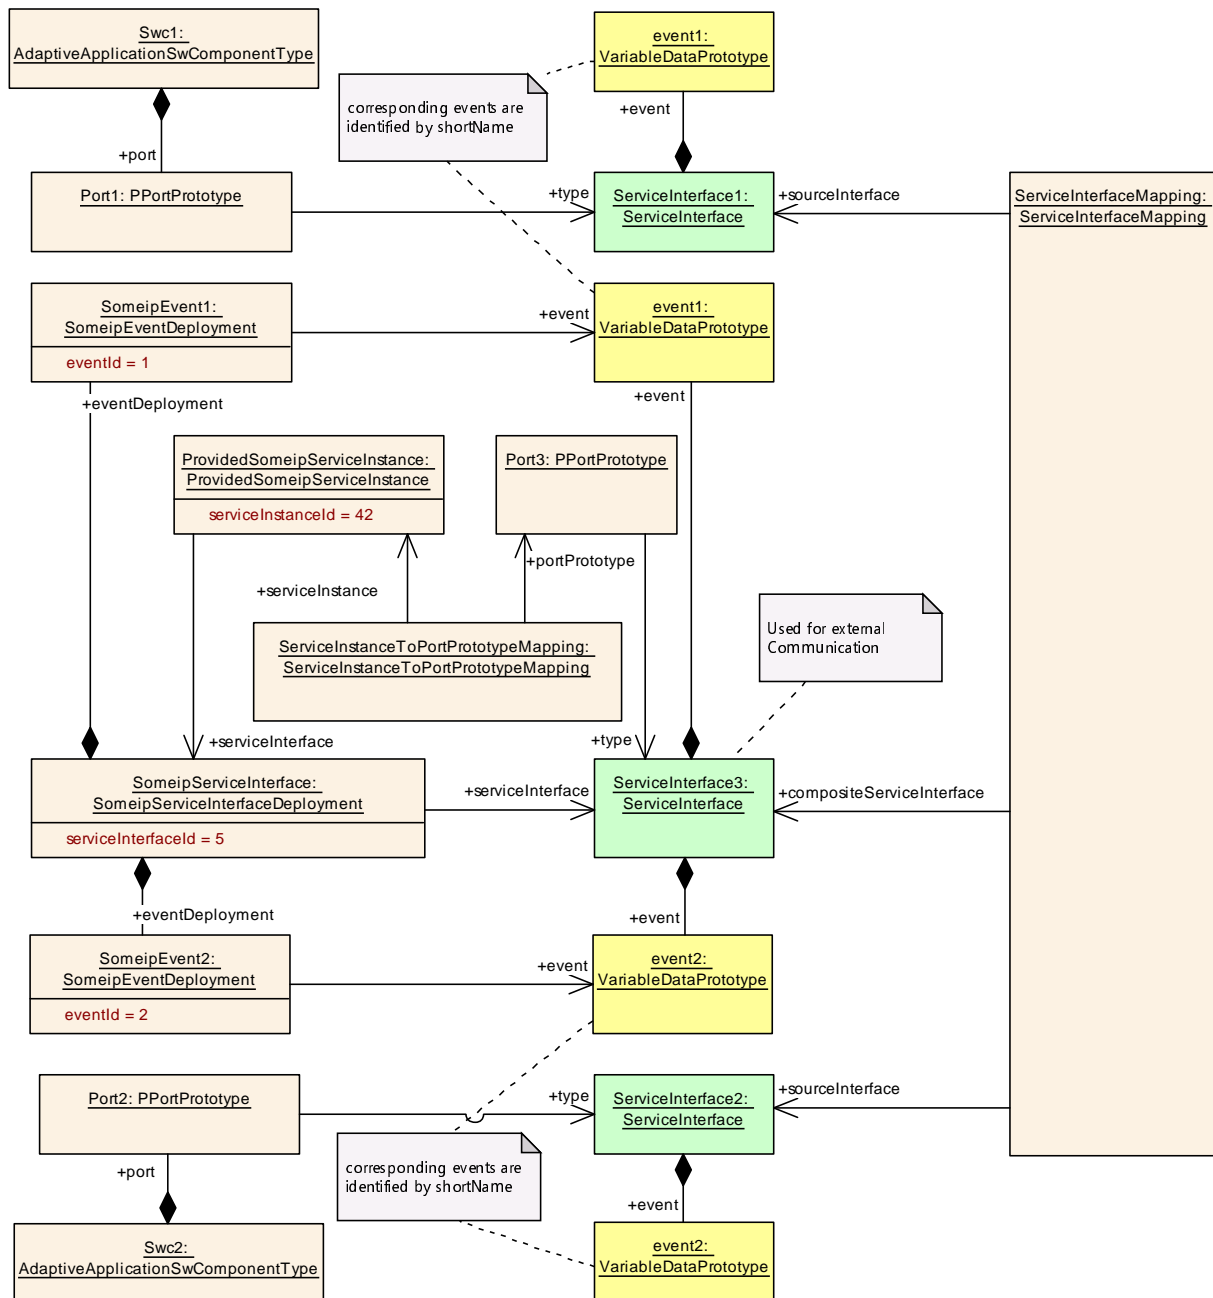 Swc1:
AdaptiveApplicationSwComponentType
event1:
VariableDataPrototype
corresponding events are
identified by shortName
+event
+port
Port1: PPortPrototype
+type
ServiceInterface1:
ServiceInterface
+sourceInterface
ServiceInterfaceMapping:
ServiceInterfaceMapping
SomeipEvent1:
SomeipEventDeployment
eventId = 1
+event
event1:
VariableDataPrototype
+eventDeployment
+event
ProvidedSomeipServiceInstance:
ProvidedSomeipServiceInstance
serviceInstanceId = 42
Port3: PPortPrototype
+portPrototype
+serviceInstance
ServiceInstanceToPortPrototypeMapping:
ServiceInstanceToPortPrototypeMapping
Used for external
Communication
+serviceInterface
+type
SomeipServiceInterface:
SomeipServiceInterfaceDeployment
serviceInterfaceId = 5
+serviceInterface
ServiceInterface3:
ServiceInterface
+compositeServiceInterface
+eventDeployment
+event
SomeipEvent2:
SomeipEventDeployment
eventId = 2
+event
event2:
VariableDataPrototype
Port2: PPortPrototype
+type
ServiceInterface2:
ServiceInterface
+sourceInterface
+port
corresponding events are
identified by shortName
+event
Swc2:
AdaptiveApplicationSwComponentType
event2:
VariableDataPrototype